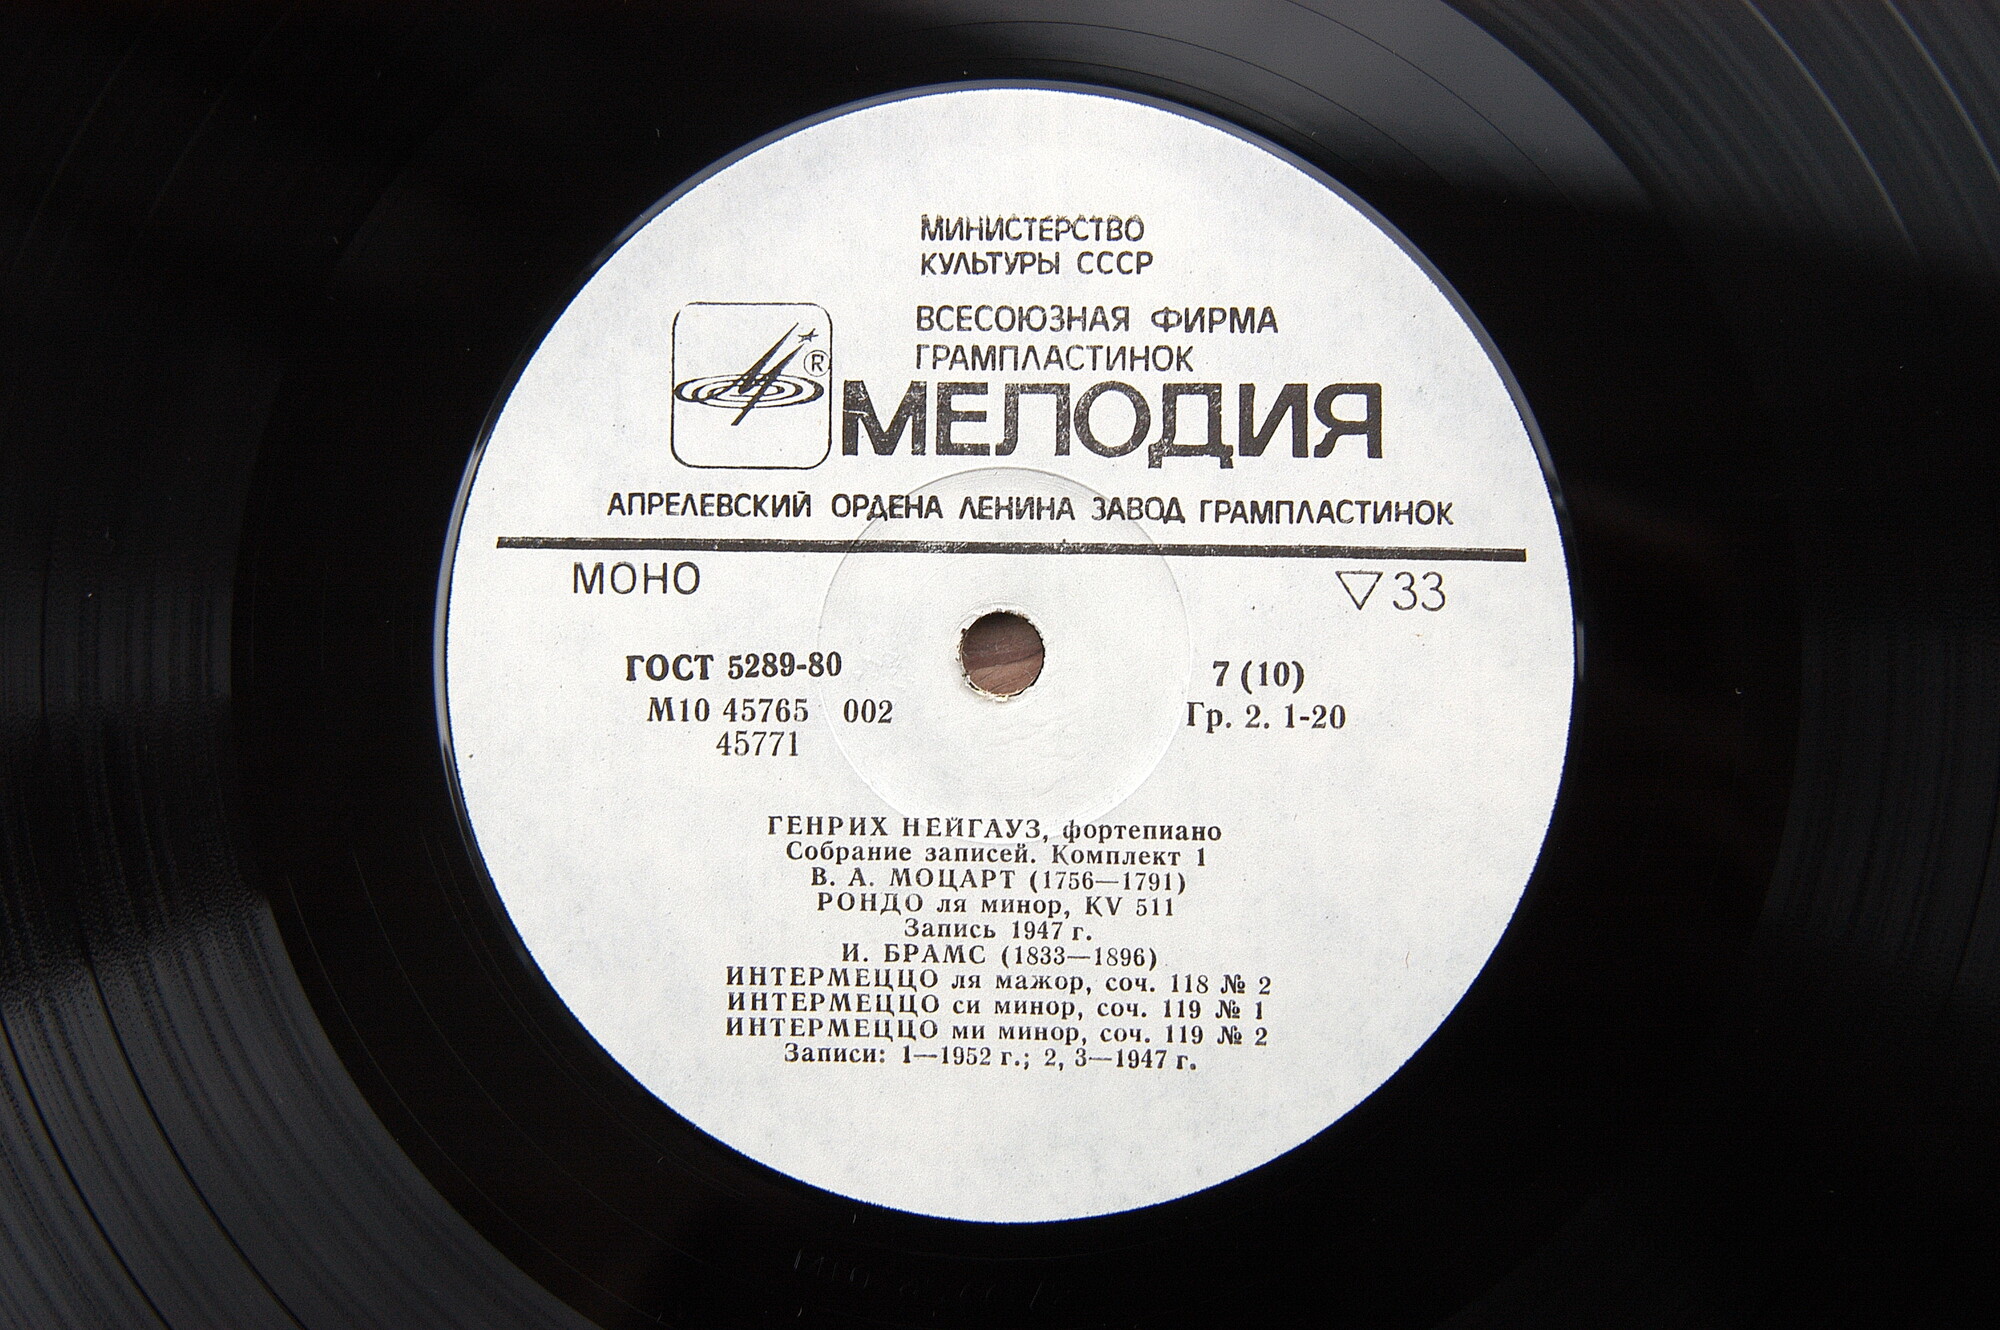 МИНИСТЕРСТВО
КУЛЬТУРЫ СССР
ВСЕСОЮЗНАЯ ФИРМА
ГРАМПЛАСТИНОК
®
МЕЛОДИЯ
АПРЕЛЕВСКИЙ ОРДЕНА ЛЕНИНА ЗАВОД ГРАМПЛАСТИНОК
МОНО ▽33
ГОСТ 5289-80 7 (10)
М10 45765 002 Гр. 2. 1-20
45771
ГЕНРИХ НЕЙГАУЗ, фортепиано
Собрание записей. Комплект 1
В. А. МОЦАРТ (1756—1791)
РОНДО ля минор, KV 511
Запись 1947 г.
И. БРАМС (1833—1896)
ИНТЕРМЕЦЦО ля мажор, соч. 118 № 2
ИНТЕРМЕЦЦО си минор, соч. 119 № 1
ИНТЕРМЕЦЦО ми минор, соч. 119 № 2
Записи: 1—1952 г.; 2, 3—1947 г.